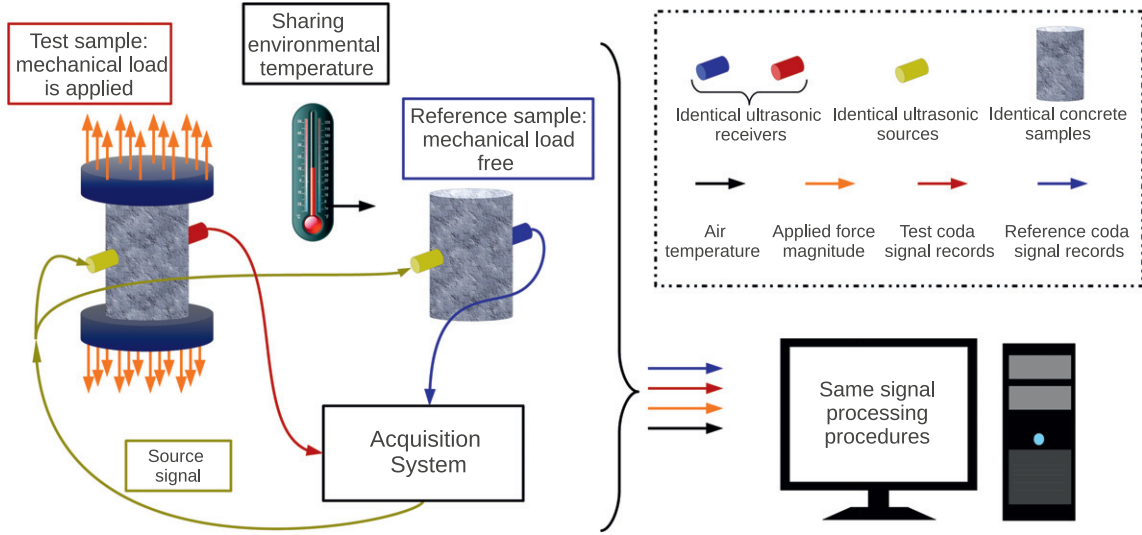 Test sample:
mechanical load
is applied
Sharing
environmental
temperature
Reference sample:
mechanical load
free
Source
signal
Acquisition
System
Identical ultrasonic
receivers
Identical ultrasonic
sources
Identical concrete
samples
Air
temperature
Applied force
magnitude
Test coda
signal records
Reference coda
signal records
Same signal
processing
procedures